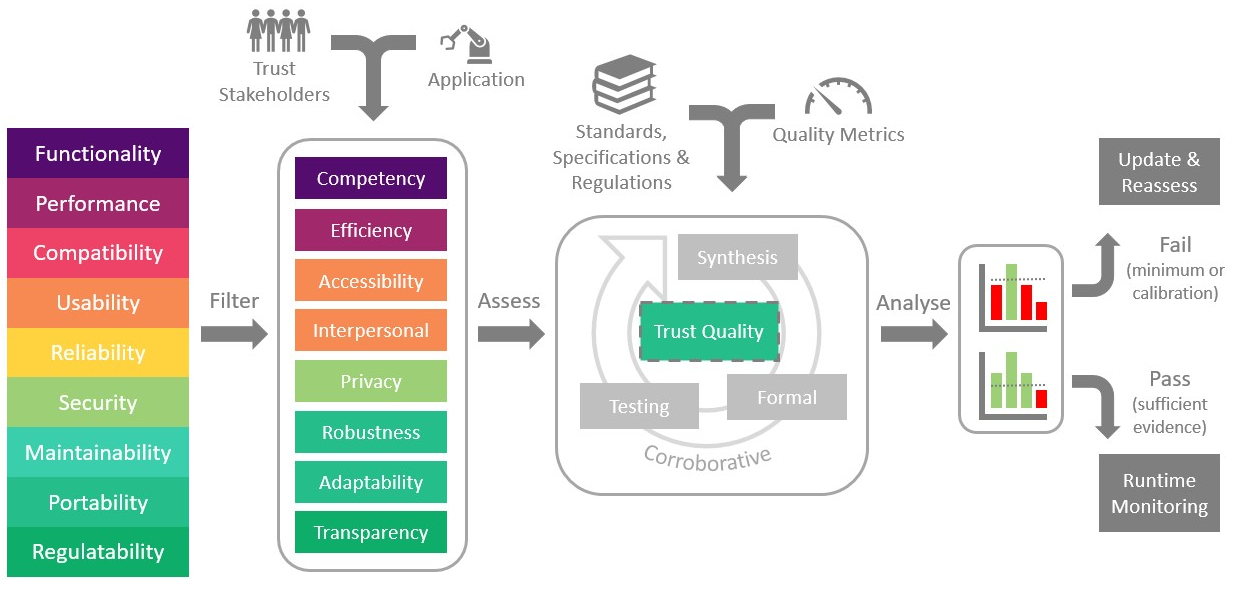 Trust
Stakeholders
Application
Standards,
Specifications &
Regulations
Quality Metrics
Functionality
Performance
Compatibility
Usability
Reliability
Security
Maintainability
Portability
Regulatability
Filter
Competency
Efficiency
Accessibility
Interpersonal
Privacy
Robustness
Adaptability
Transparency
Assess
Synthesis
Trust Quality
Testing
Formal
Corroborative
Analyse
Update &
Reassess
Fail
(minimum or
calibration)
Pass
(sufficient
evidence)
Runtime
Monitoring